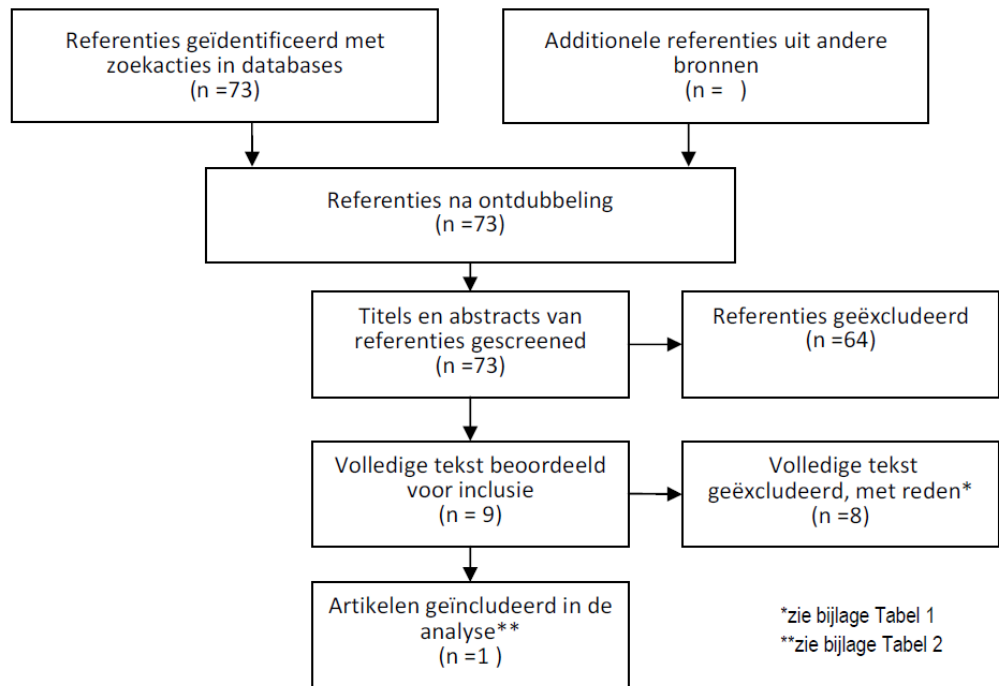 Referenties geïdentificeerd met
zoekacties in databases
(n =73)
Additionele referenties uit andere
bronnen
(n = )
Referenties na ontdubbeling
(n =73)
Titels en abstracts van
referenties gescreened
(n =73)
Referenties geëxcludeerd
(n =64)
Volledige tekst beoordeeld
voor inclusie
(n = 9)
Volledige tekst
geëxcludeerd, met reden*
(n =8)
Artikelen geïncludeerd in de
analyse**
(n =1 )
*zie bijlage Tabel 1
**zie bijlage Tabel 2